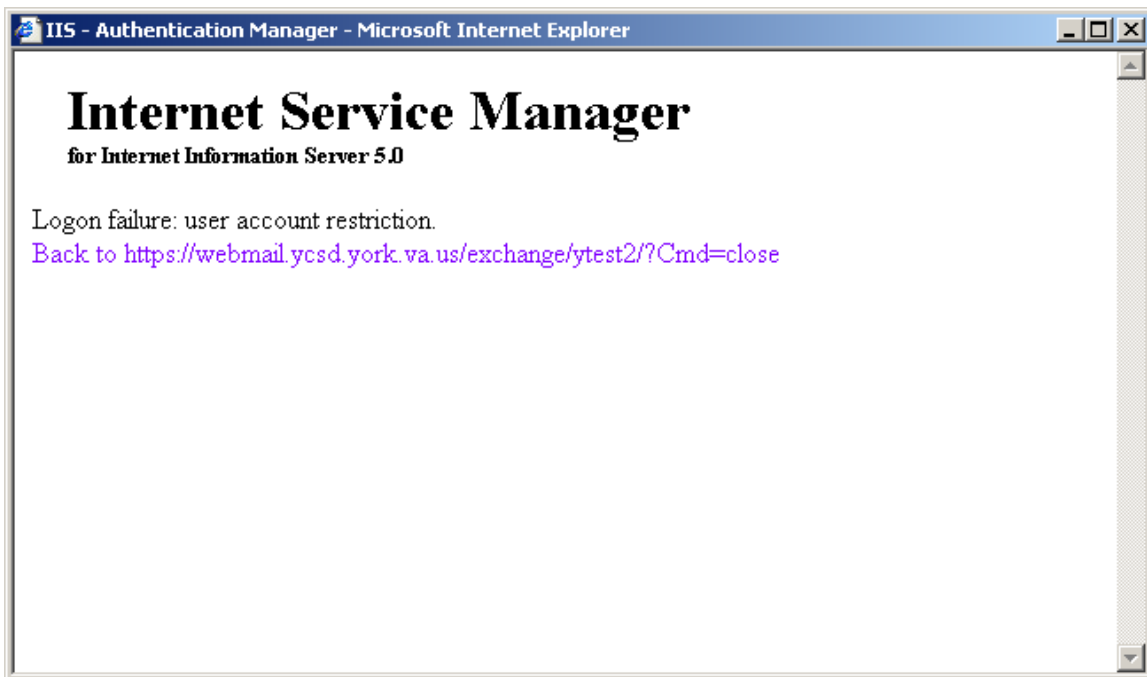 IIS - Authentication Manager - Microsoft Internet Explorer
Internet Service Manager
for Internet Information Server 5.0
Logon failure: user account restriction.
Back to https://webmail.ycsd.york.va.us/exchange/ytest2/?Cmd=close